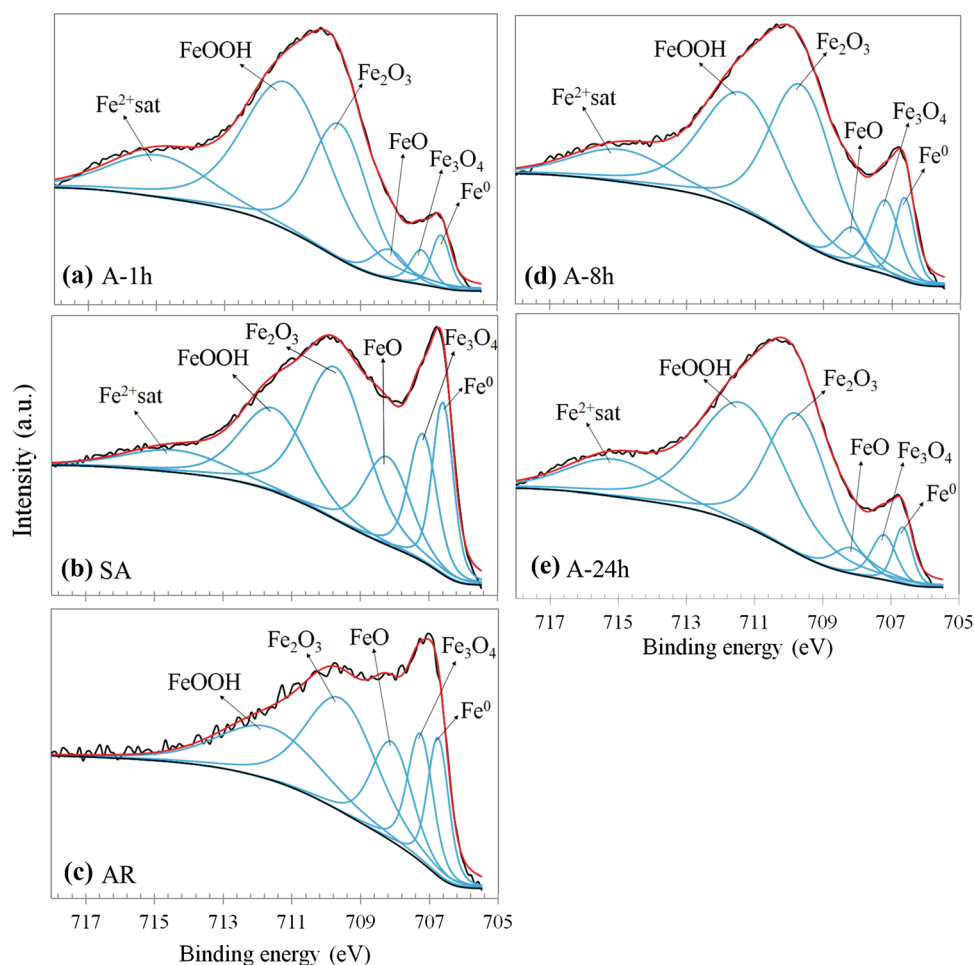 Intensity (a.u.)
FeOOH
Fe₂O₃
Fe²⁺sat
FeO
Fe₃O₄
Fe⁰
(a) A-1h
Fe₂O₃
FeO
Fe₃O₄
FeOOH
Fe²⁺sat
Fe⁰
(b) SA
Fe₂O₃
FeO
Fe₃O₄
FeOOH
Fe⁰
(c) AR
717 715 713 711 709 707 705
Binding energy (eV)
FeOOH
Fe₂O₃
Fe²⁺sat
FeO
Fe₃O₄
Fe⁰
(d) A-8h
FeOOH
Fe₂O₃
Fe²⁺sat
FeO
Fe₃O₄
Fe⁰
(e) A-24h
717 715 713 711 709 707 705
Binding energy (eV)